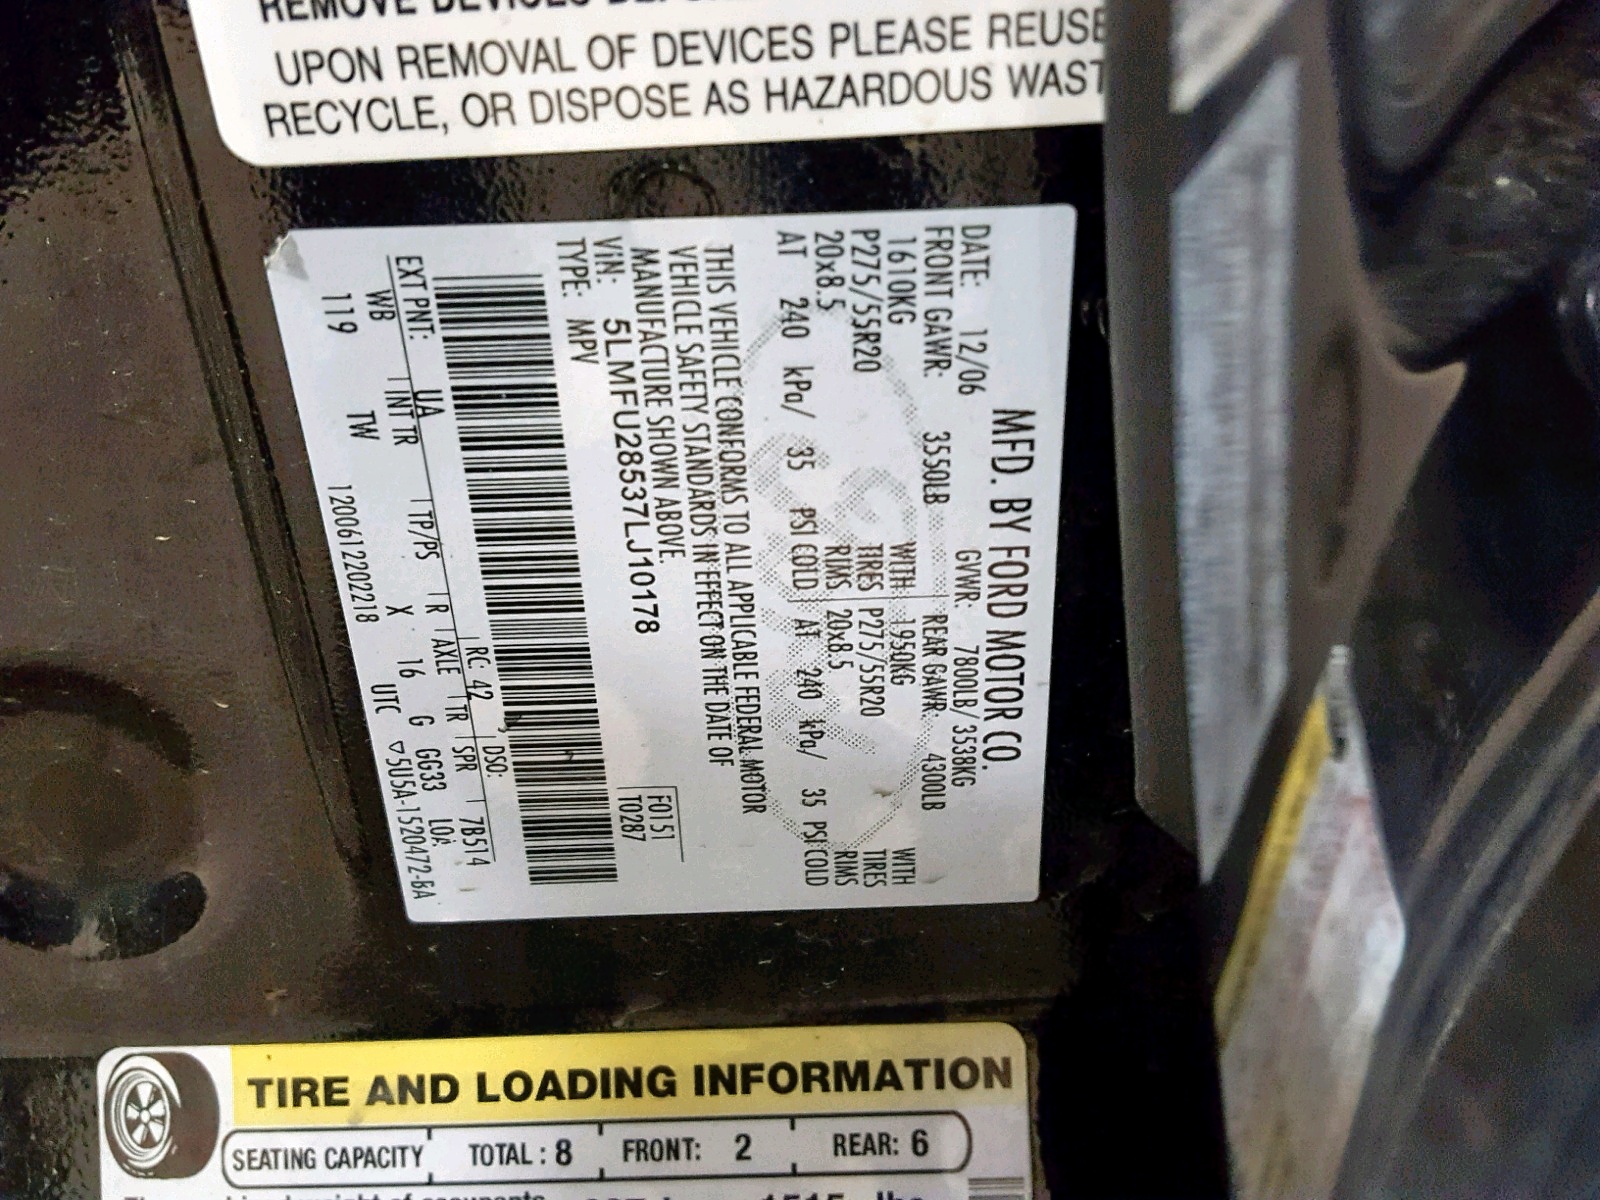 REMOVE DEVICES
UPON REMOVAL OF DEVICES PLEASE REUSE
RECYCLE, OR DISPOSE AS HAZARDOUS WAST
MFD. BY FORD MOTOR CO.
DATE: 12/06 GVWR: 7800LB/ 3538KG
FRONT GAWR: 3550LB REAR GAWR: 4300LB
1610KG WITH 1950KG WITH
P275/55R20 TIRES P275/55R20 TIRES
20x8.5 RIMS 20x8.5 RIMS
AT 240 kPa/ 35 PSI COLD AT 240 kPa/ 35 PSI COLD
THIS VEHICLE CONFORMS TO ALL APPLICABLE FEDERAL MOTOR
VEHICLE SAFETY STANDARDS IN EFFECT ON THE DATE OF
MANUFACTURE SHOWN ABOVE.
VIN: 5LMFU28537LJ10178
TYPE: MPV
F0151
T0287
EXT PNT: UA RC: 42 DSO:
WB INT TR TP/PS R AXLE TR SPR 7B514
119 TW X 16 G GG33
1200612202218 UTC ▽5U5A-1520472-BA
TIRE AND LOADING INFORMATION
SEATING CAPACITY TOTAL : 8 FRONT: 2 REAR: 6